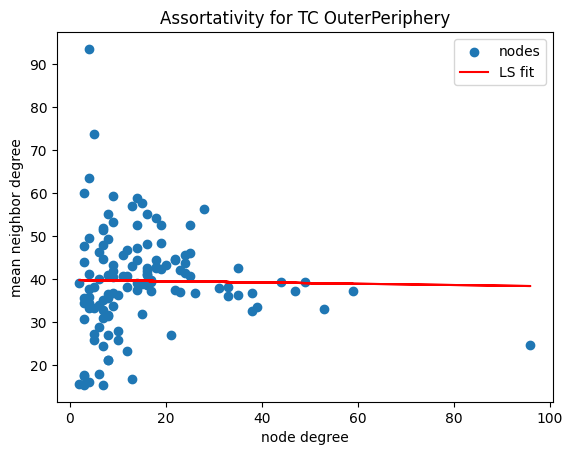 Assortativity for TC OuterPeriphery
nodes
LS fit
mean neighbor degree
90
80
70
60
50
40
30
20
0 20 40 60 80 100
node degree